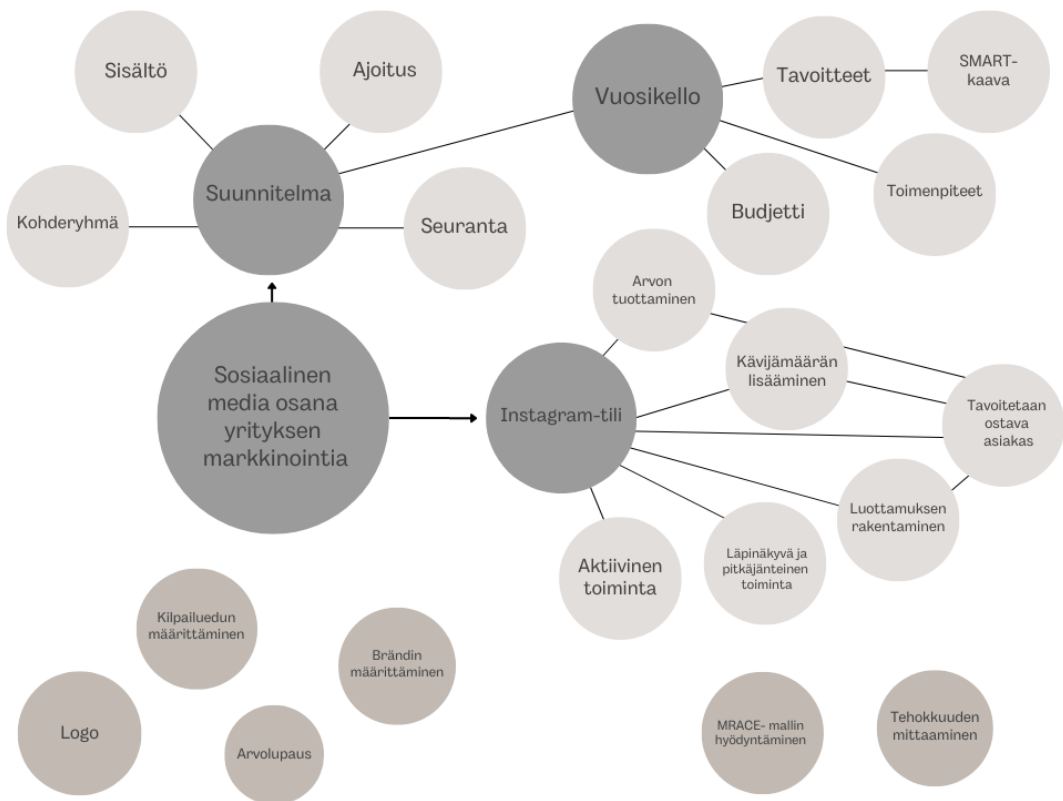 Sisältö
Ajoitus
Vuosikello
Tavoitteet
SMART-
kaava
Suunnitelma
Kohderyhmä
Seuranta
Budjetti
Toimenpiteet
Sosiaalinen
media osana
yrityksen
markkinointia
Instagram-tili
Arvon
tuottaminen
Kävijämäärän
lisääminen
Tavoitetaan
ostava
asiakas
Luottamuksen
rakentaminen
Läpinäkyvä ja
pitkäjänteinen
toiminta
Aktiivinen
toiminta
Kilpailuedun
määrittäminen
Brändin
määrittäminen
Logo
Arvolupaus
MRACE- mallin
hyödyntäminen
Tehokkuuden
mittaaminen